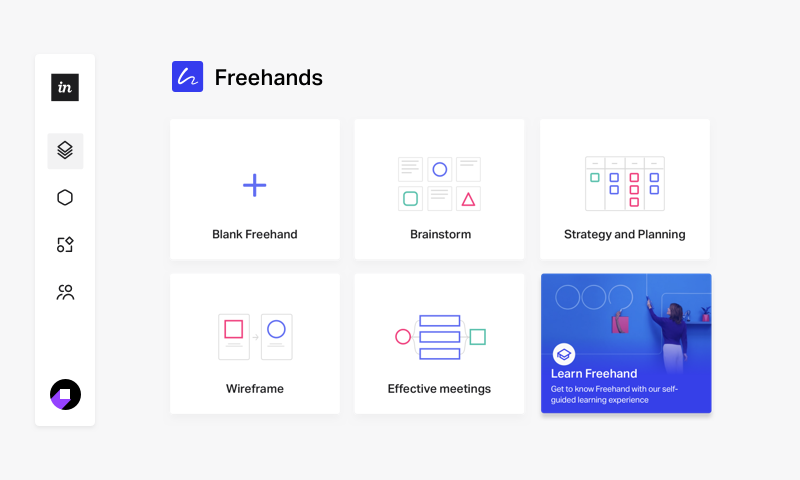 in
Freehands
Blank Freehand
Brainstorm
Strategy and Planning
Wireframe
Effective meetings
Learn Freehand
Get to know Freehand with our self-
guided learning experience